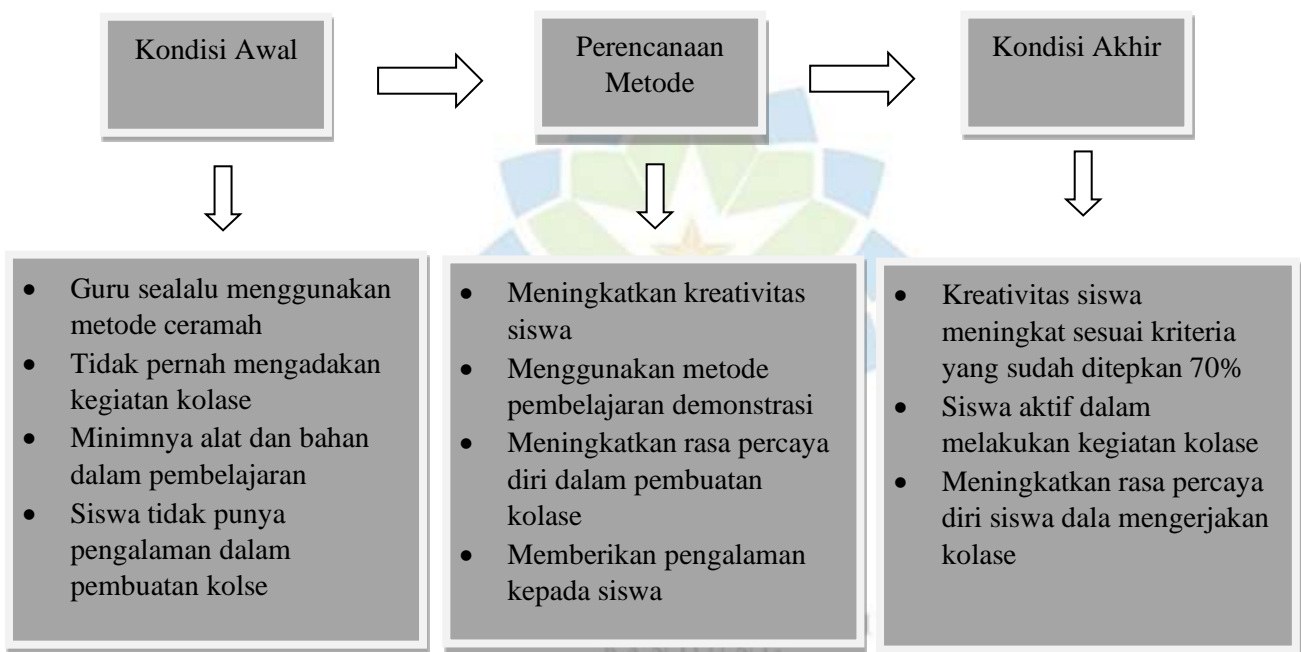 Kondisi Awal
Perencanaan
Metode
Kondisi Akhir
• Guru sealalu menggunakan
metode ceramah
• Tidak pernah mengadakan
kegiatan kolase
• Minimnya alat dan bahan
dalam pembelajaran
• Siswa tidak punya
pengalaman dalam
pembuatan kolse
• Meningkatkan kreativitas
siswa
• Menggunakan metode
pembelajaran demonstrasi
• Meningkatkan rasa percaya
diri dalam pembuatan
kolase
• Memberikan pengalaman
kepada siswa
• Kreativitas siswa
meningkat sesuai kriteria
yang sudah ditepkan 70%
• Siswa aktif dalam
melakukan kegiatan kolase
• Meningkatkan rasa percaya
diri siswa dala mengerjakan
kolase